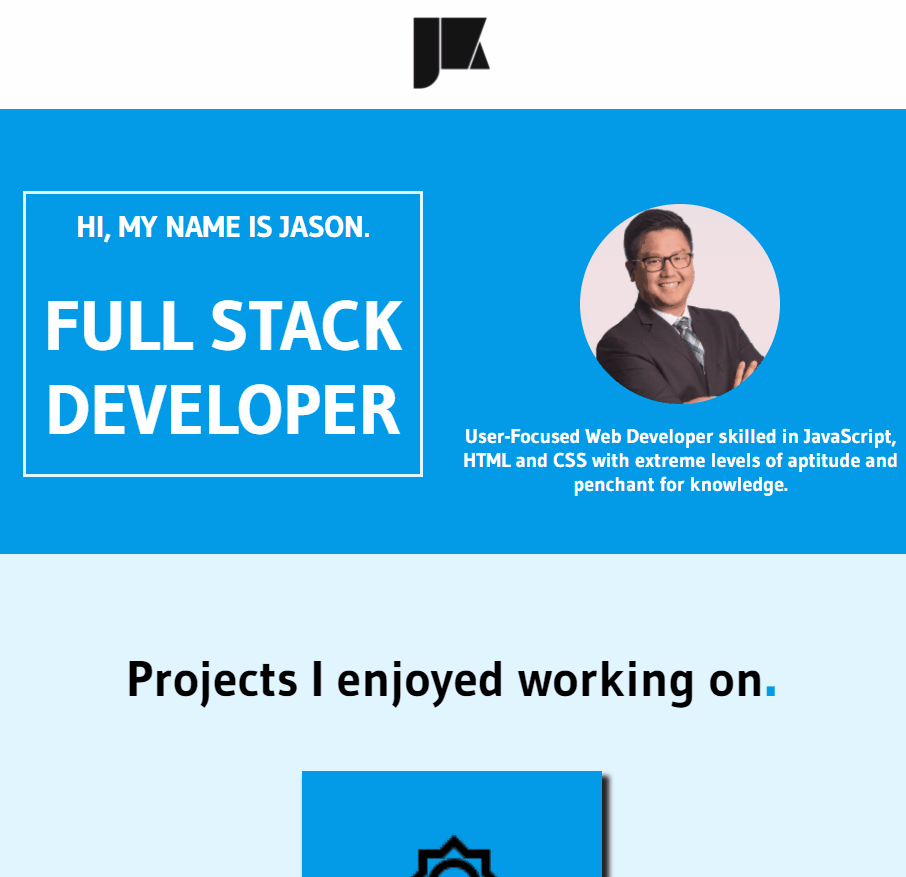 JK
HI, MY NAME IS JASON.
FULL STACK
DEVELOPER
User-Focused Web Developer skilled in JavaScript,
HTML and CSS with extreme levels of aptitude and
penchant for knowledge.
Projects I enjoyed working on.